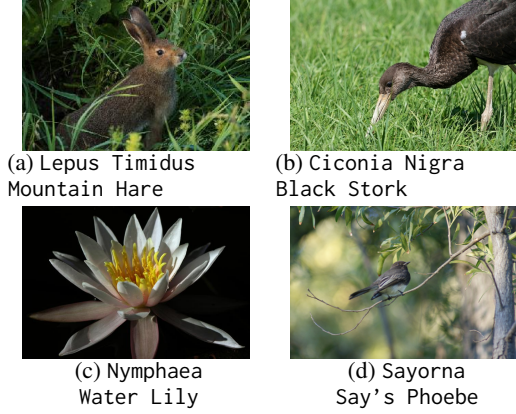 (a) Lepus Timidus
Mountain Hare
(b) Ciconia Nigra
Black Stork
(c) Nymphaea
Water Lily
(d) Sayorna
Say's Phoebe